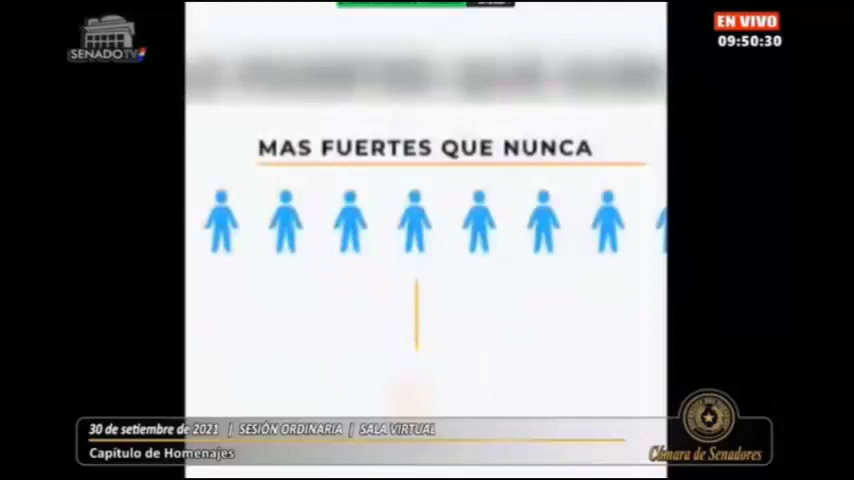 SENADO TV
EN VIVO
09:50:30
MAS FUERTES QUE NUNCA
30 de setiembre de 2021 | SESIÓN ORDINARIA | SALA VIRTUAL
Capítulo de Homenajes
Cámara de Senadores